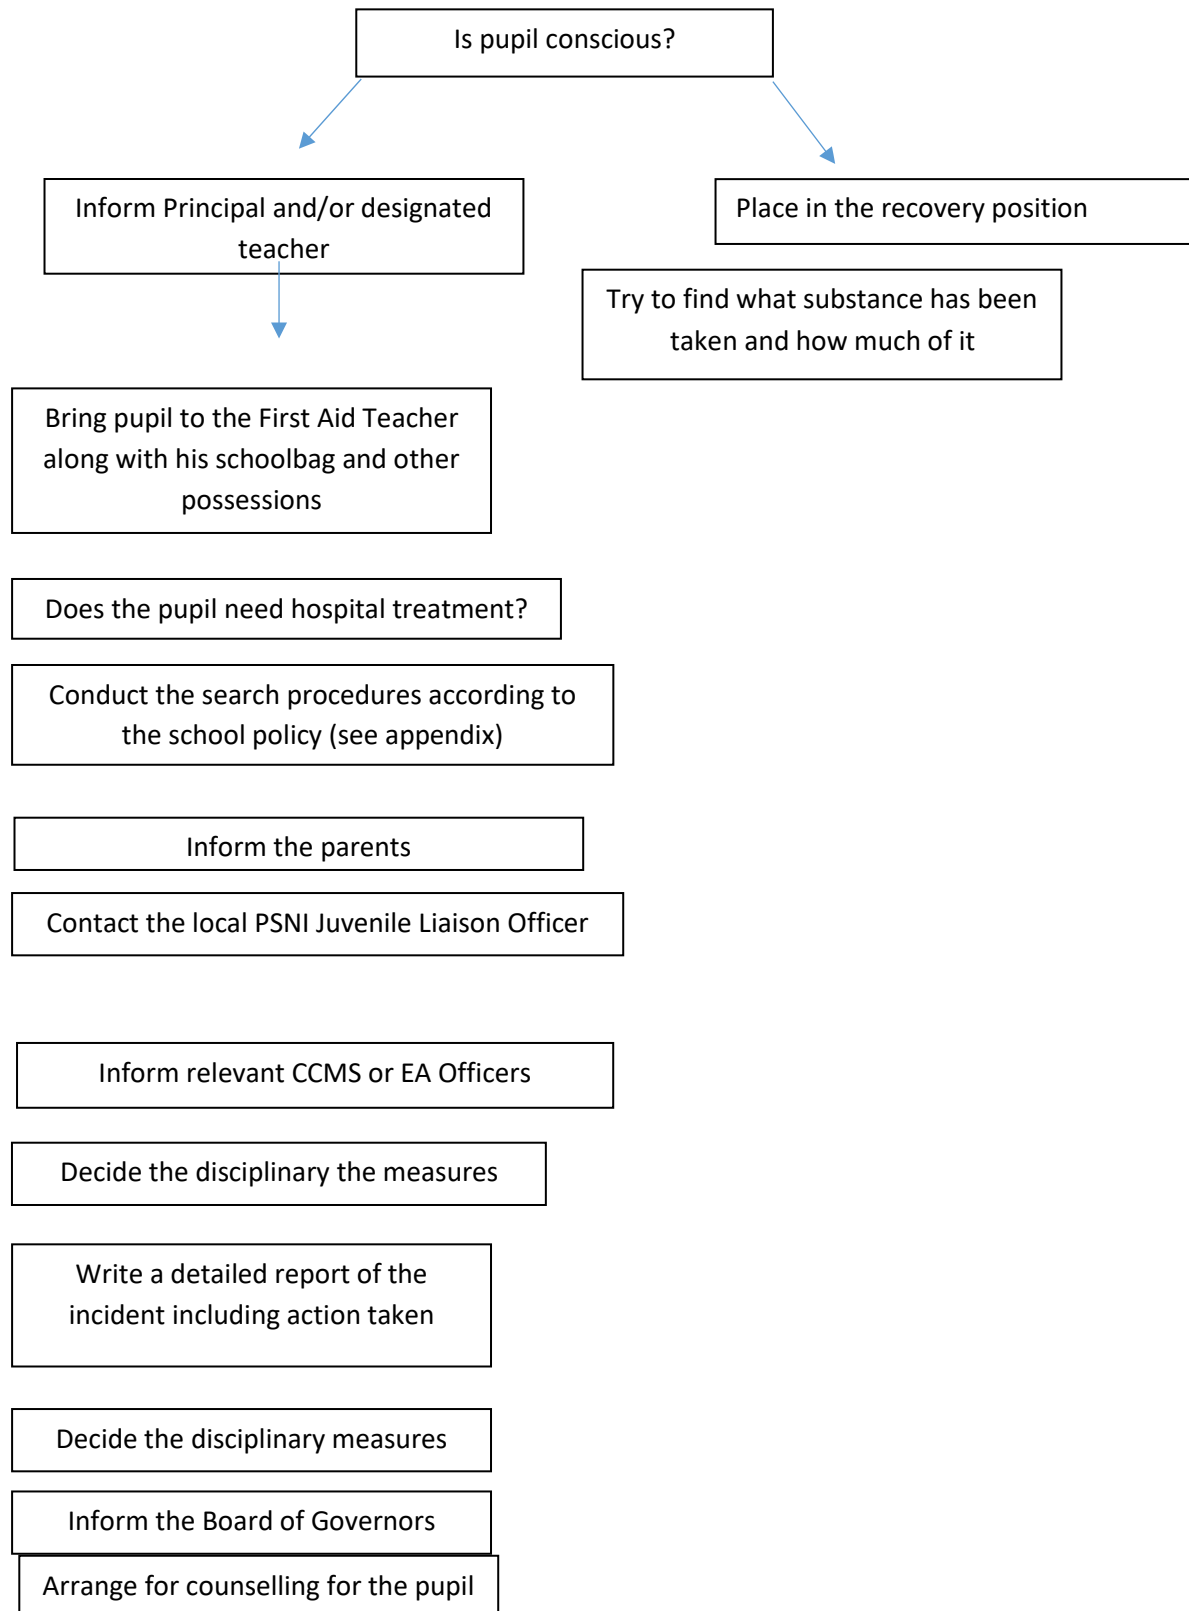 Is pupil conscious?
Inform Principal and/or designated
teacher
Place in the recovery position
Try to find what substance has been
taken and how much of it
Bring pupil to the First Aid Teacher
along with his schoolbag and other
possessions
Does the pupil need hospital treatment?
Conduct the search procedures according to
the school policy (see appendix)
Inform the parents
Contact the local PSNI Juvenile Liaison Officer
Inform relevant CCMS or EA Officers
Decide the disciplinary the measures
Write a detailed report of the
incident including action taken
Decide the disciplinary measures
Inform the Board of Governors
Arrange for counselling for the pupil